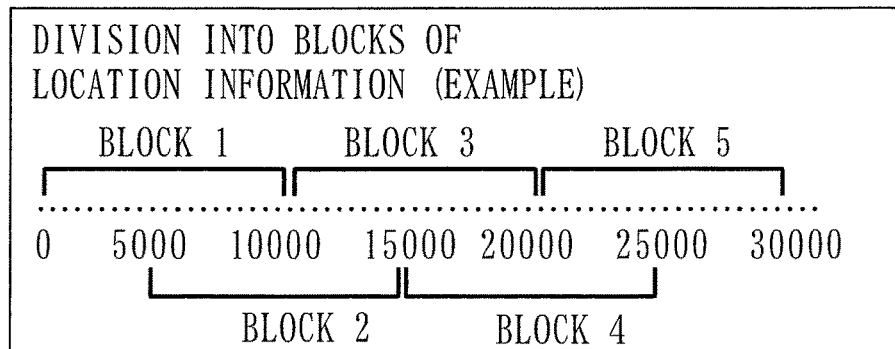 DIVISION INTO BLOCKS OF
LOCATION INFORMATION (EXAMPLE)
BLOCK 1 BLOCK 3 BLOCK 5
0 5000 10000 15000 20000 25000 30000
BLOCK 2 BLOCK 4